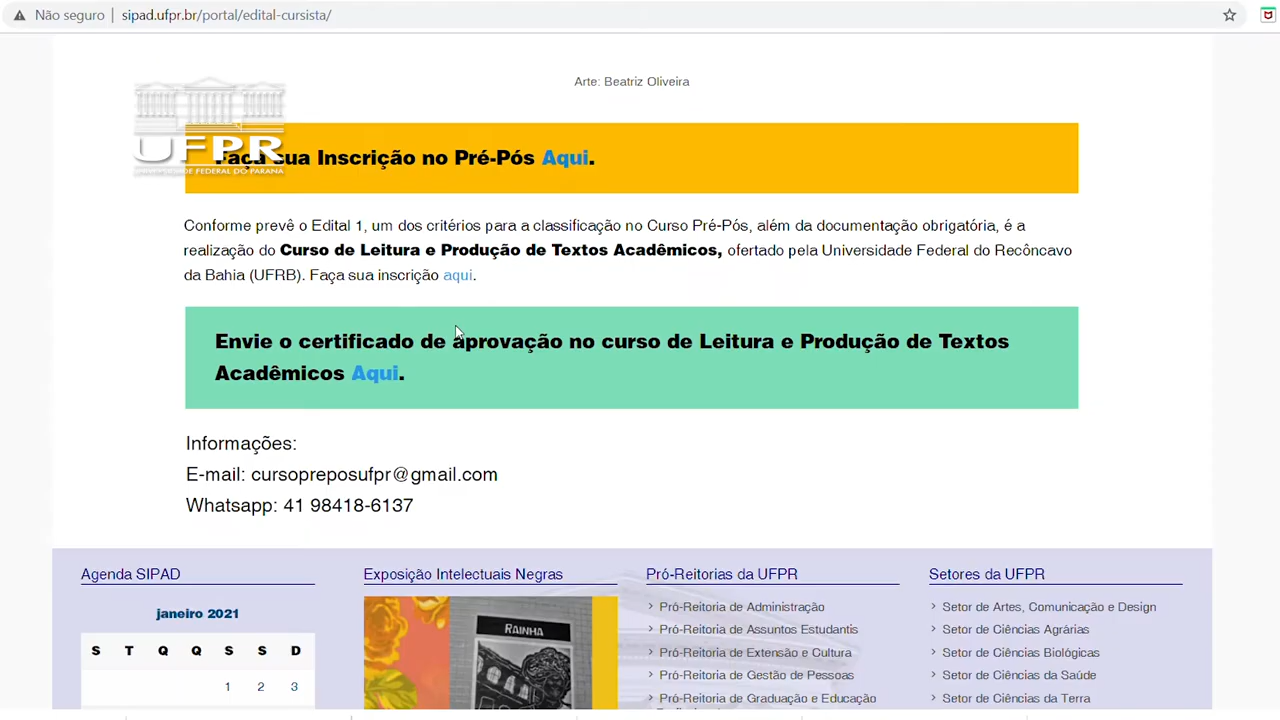 Não seguro | sipad.ufpr.br/portal/edital-cursista/
Arte: Beatriz Oliveira
UFPR
UNIVERSIDADE FEDERAL DO PARANÁ
Faça sua Inscrição no Pré-Pós Aqui.
Conforme prevê o Edital 1, um dos critérios para a classificação no Curso Pré-Pós, além da documentação obrigatória, é a
realização do Curso de Leitura e Produção de Textos Acadêmicos, ofertado pela Universidade Federal do Recôncavo
da Bahia (UFRB). Faça sua inscrição aqui.
Envie o certificado de aprovação no curso de Leitura e Produção de Textos
Acadêmicos Aqui.
Informações:
E-mail: cursopreposufpr@gmail.com
Whatsapp: 41 98418-6137
Agenda SIPAD
janeiro 2021
S T Q Q S S D
1 2 3
Exposição Intelectuais Negras
RAINHA
Pró-Reitorias da UFPR
Pró-Reitoria de Administração
Pró-Reitoria de Assuntos Estudantis
Pró-Reitoria de Extensão e Cultura
Pró-Reitoria de Gestão de Pessoas
Pró-Reitoria de Graduação e Educação
Setores da UFPR
Setor de Artes, Comunicação e Design
Setor de Ciências Agrárias
Setor de Ciências Biológicas
Setor de Ciências da Saúde
Setor de Ciências da Terra